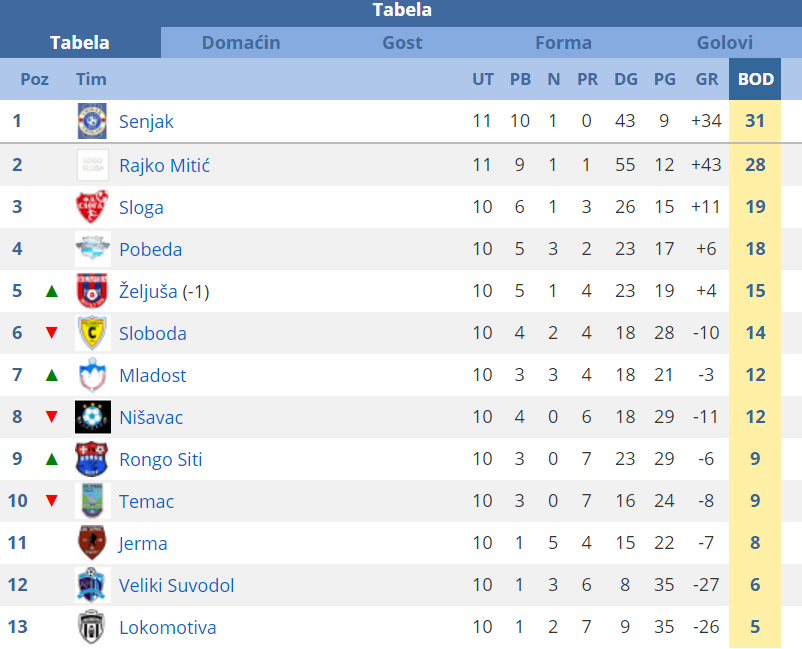 Tabela
Tabela Domaćin Gost Forma Golovi
Poz Tim UT PB N PR DG PG GR BOD
1 Senjak 11 10 1 0 43 9 +34 31
2 LOGO KLUBA Rajko Mitić 11 9 1 1 55 12 +43 28
3 Sloga 10 6 1 3 26 15 +11 19
4 Pobeda 10 5 3 2 23 17 +6 18
5 ▲ Željuša (-1) 10 5 1 4 23 19 +4 15
6 ▼ Sloboda 10 4 2 4 18 28 -10 14
7 ▲ Mladost 10 3 3 4 18 21 -3 12
8 ▼ Nišavac 10 4 0 6 18 29 -11 12
9 ▲ Rongo Siti 10 3 0 7 23 29 -6 9
10 ▼ Temac 10 3 0 7 16 24 -8 9
11 Jerma 10 1 5 4 15 22 -7 8
12 Veliki Suvodol 10 1 3 6 8 35 -27 6
13 Lokomotiva 10 1 2 7 9 35 -26 5